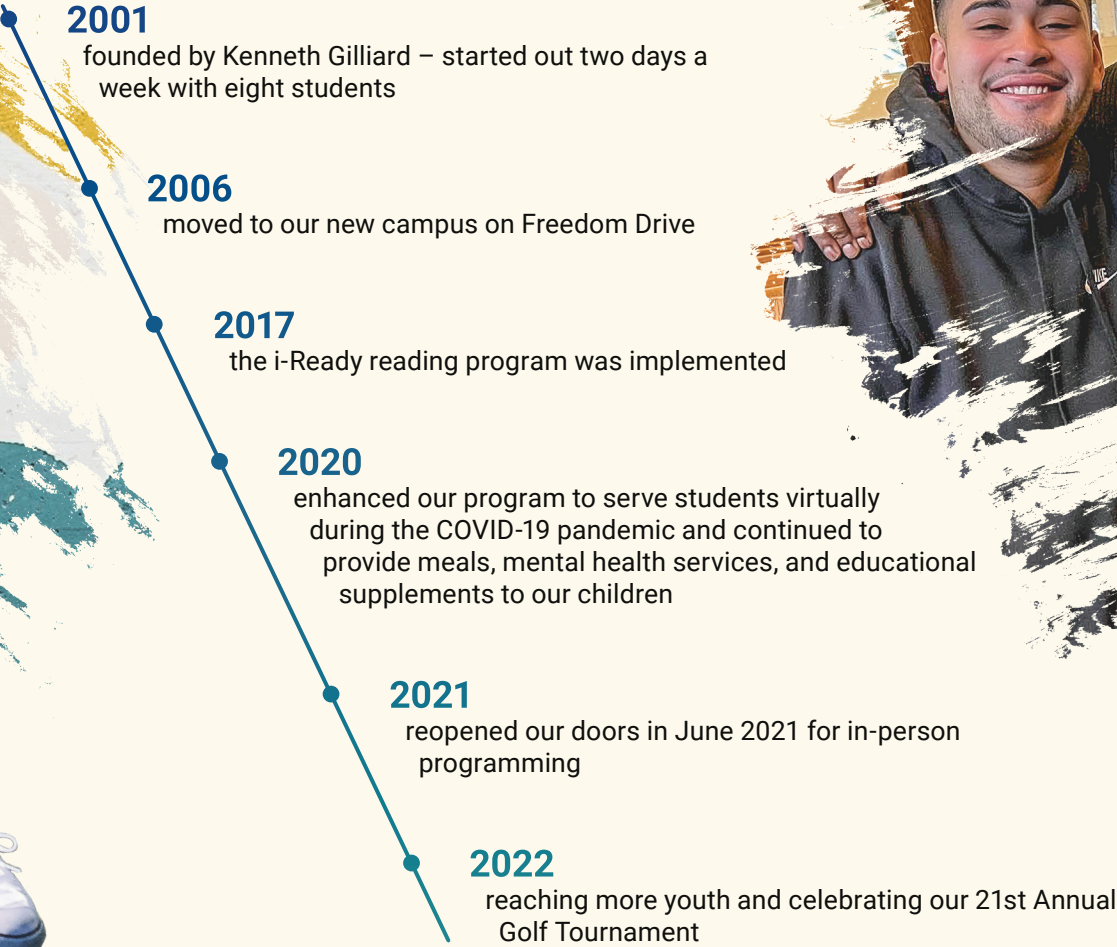 2001
founded by Kenneth Gilliard – started out two days a
week with eight students
2006
moved to our new campus on Freedom Drive
2017
the i-Ready reading program was implemented
2020
enhanced our program to serve students virtually
during the COVID-19 pandemic and continued to
provide meals, mental health services, and educational
supplements to our children
2021
reopened our doors in June 2021 for in-person
programming
2022
reaching more youth and celebrating our 21st Annual
Golf Tournament